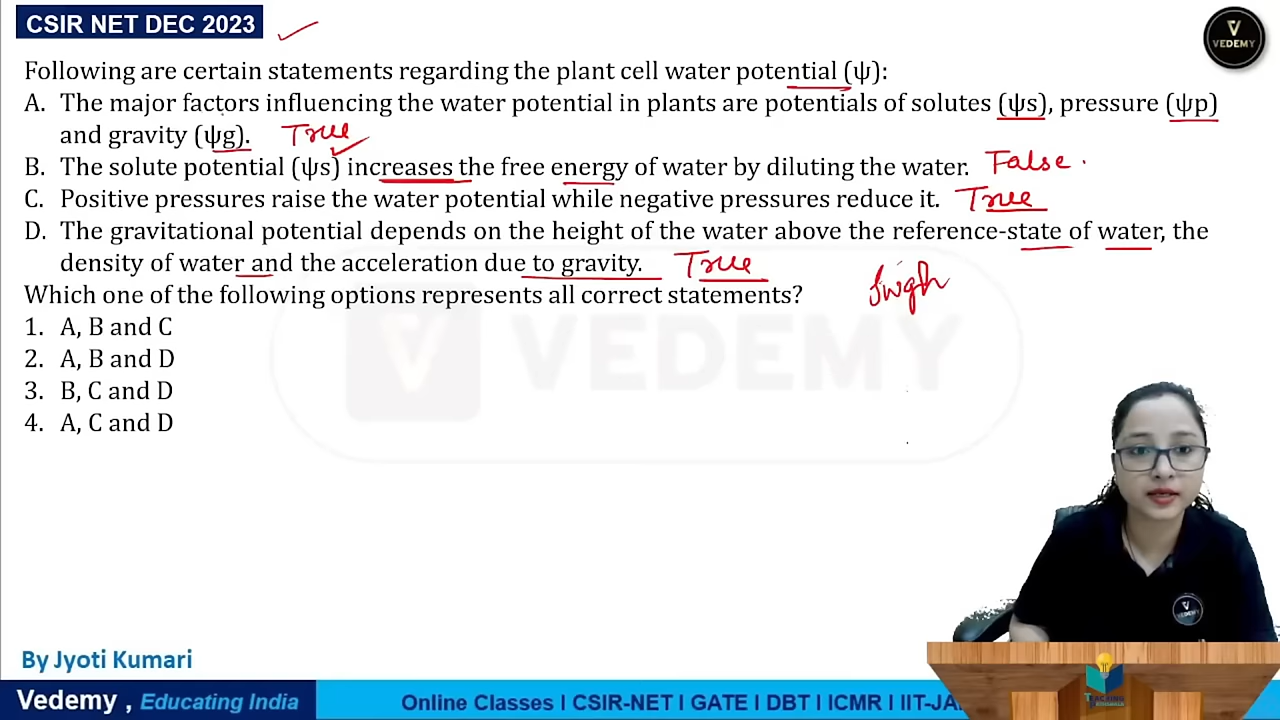 CSIR NET DEC 2023
VEDEMY
Following are certain statements regarding the plant cell water potential (ψ):
A. The major factors influencing the water potential in plants are potentials of solutes (ψs), pressure (ψp)
and gravity (ψg). True
B. The solute potential (ψs) increases the free energy of water by diluting the water. False.
C. Positive pressures raise the water potential while negative pressures reduce it. True
D. The gravitational potential depends on the height of the water above the reference-state of water, the
density of water and the acceleration due to gravity. True
Which one of the following options represents all correct statements?
1. A, B and C
2. A, B and D
3. B, C and D
4. A, C and D
VEDEMY
VEDEMY
By Jyoti Kumari
Vedemy , Educating India
Online Classes I CSIR-NET I GATE I DBT I ICMR I IIT-JA